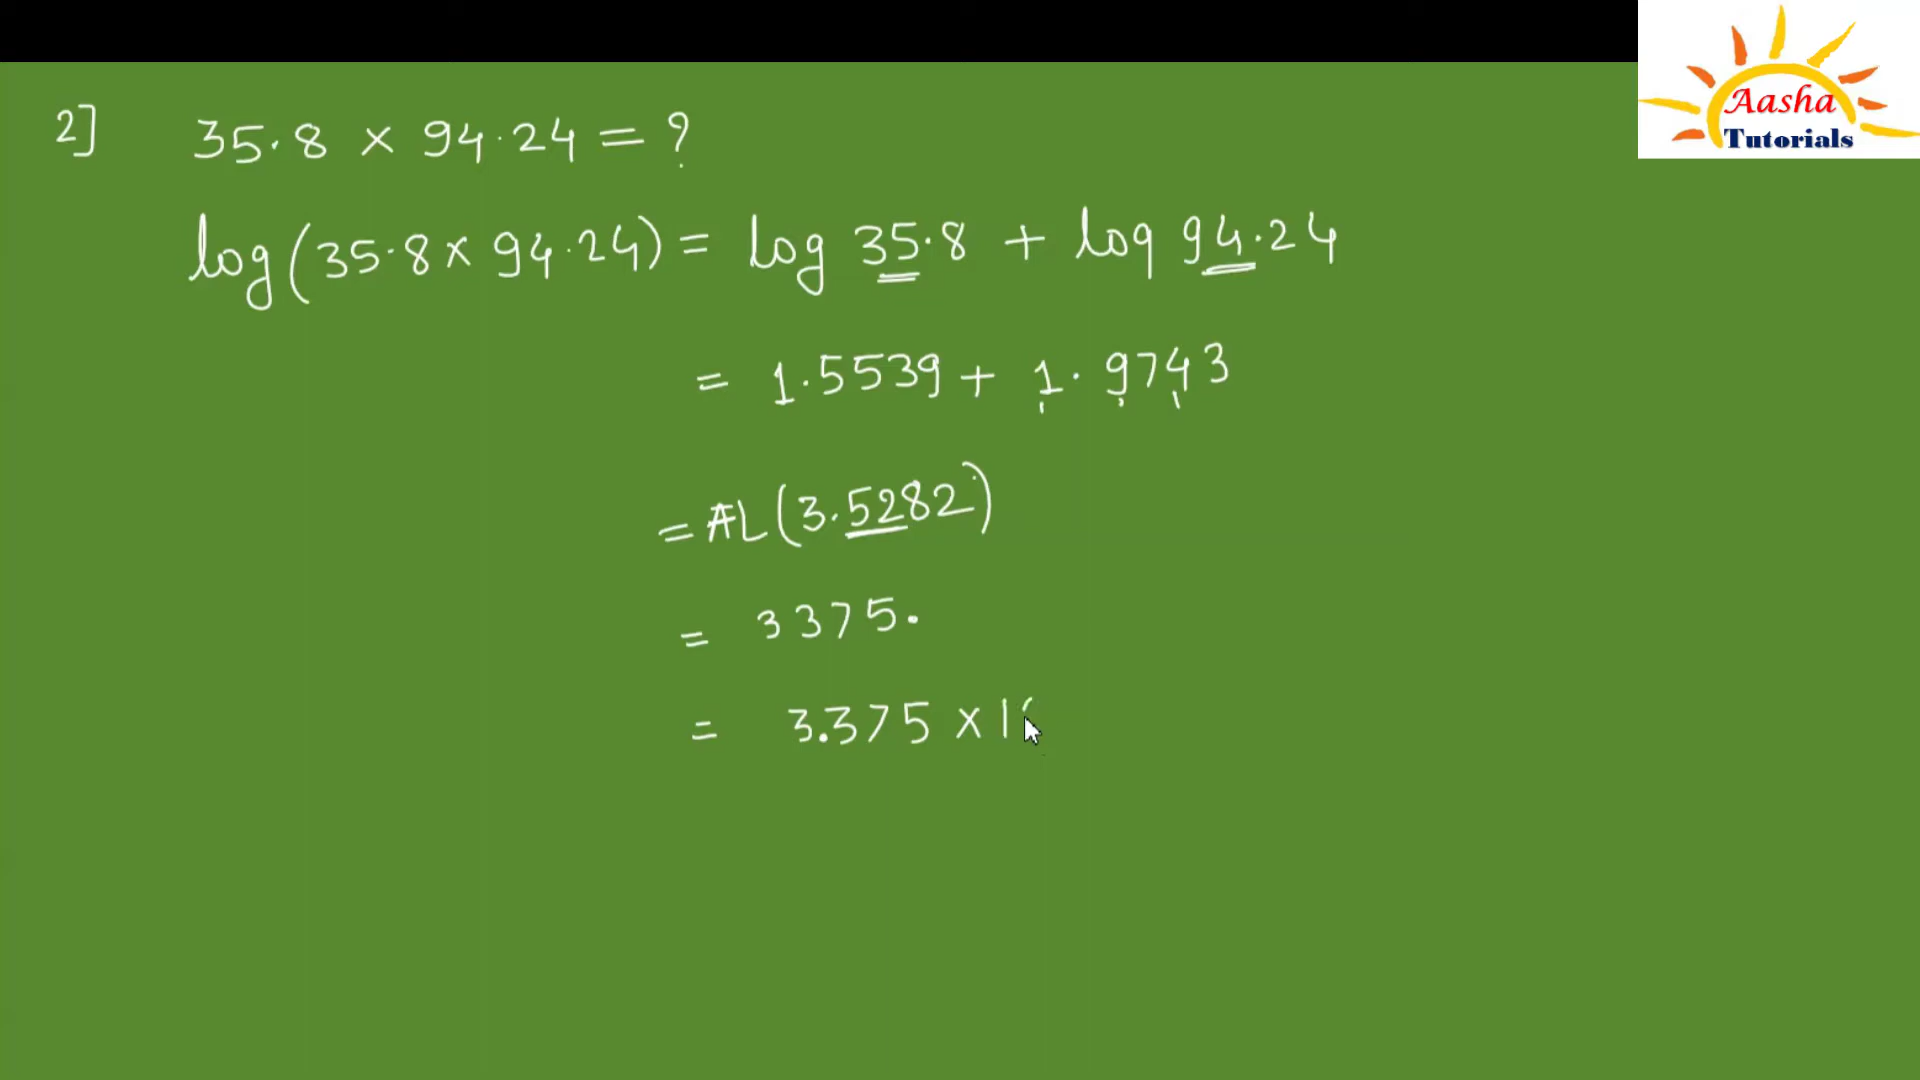 Aasha
Tutorials
2] 35.8 × 94.24 = ?
log(35.8 × 94.24) = log 35.8 + log 94.24
= 1.5539 + 1.9743
= AL(3.5282)
= 3375.
= 3.375 × 1